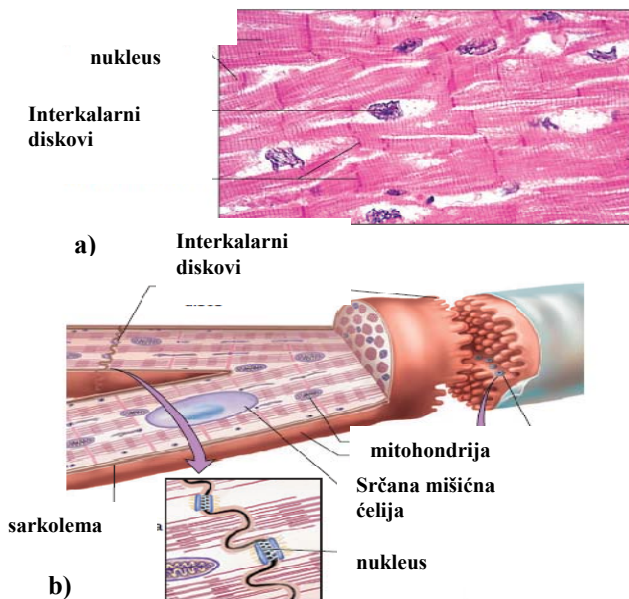 nukleus
Interkalarni
diskovi
a)
Interkalarni
diskovi
mitohondrija
Srčana mišićna
ćelija
sarkolema
a
nukleus
b)